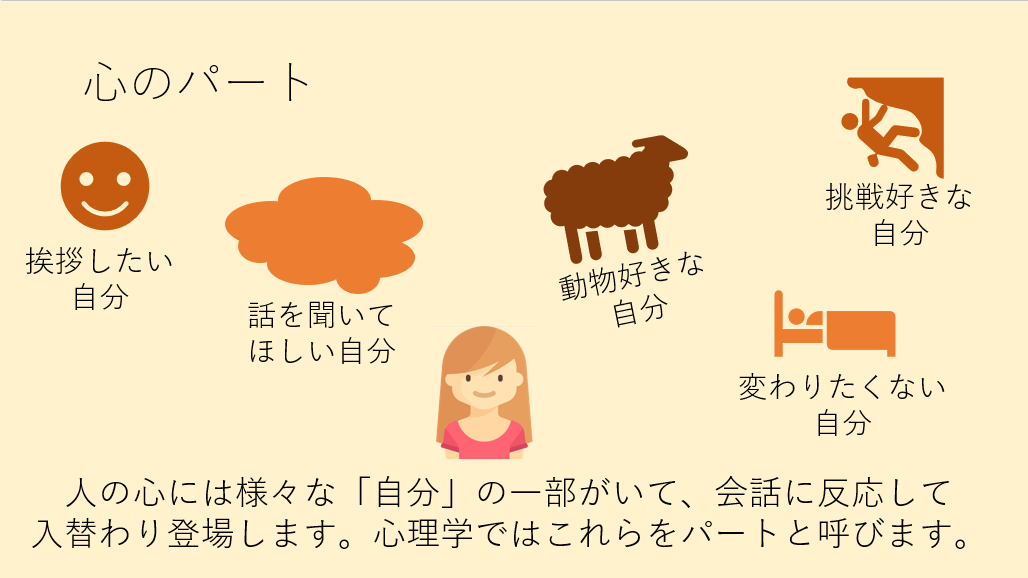 心のパート
挨拶したい
自分
話を聞いて
ほしい自分
動物好きな
自分
挑戦好きな
自分
変わりたくない
自分
人の心には様々な「自分」の一部がいて、会話に反応して
入替わり登場します。心理学ではこれらをパートと呼びます。